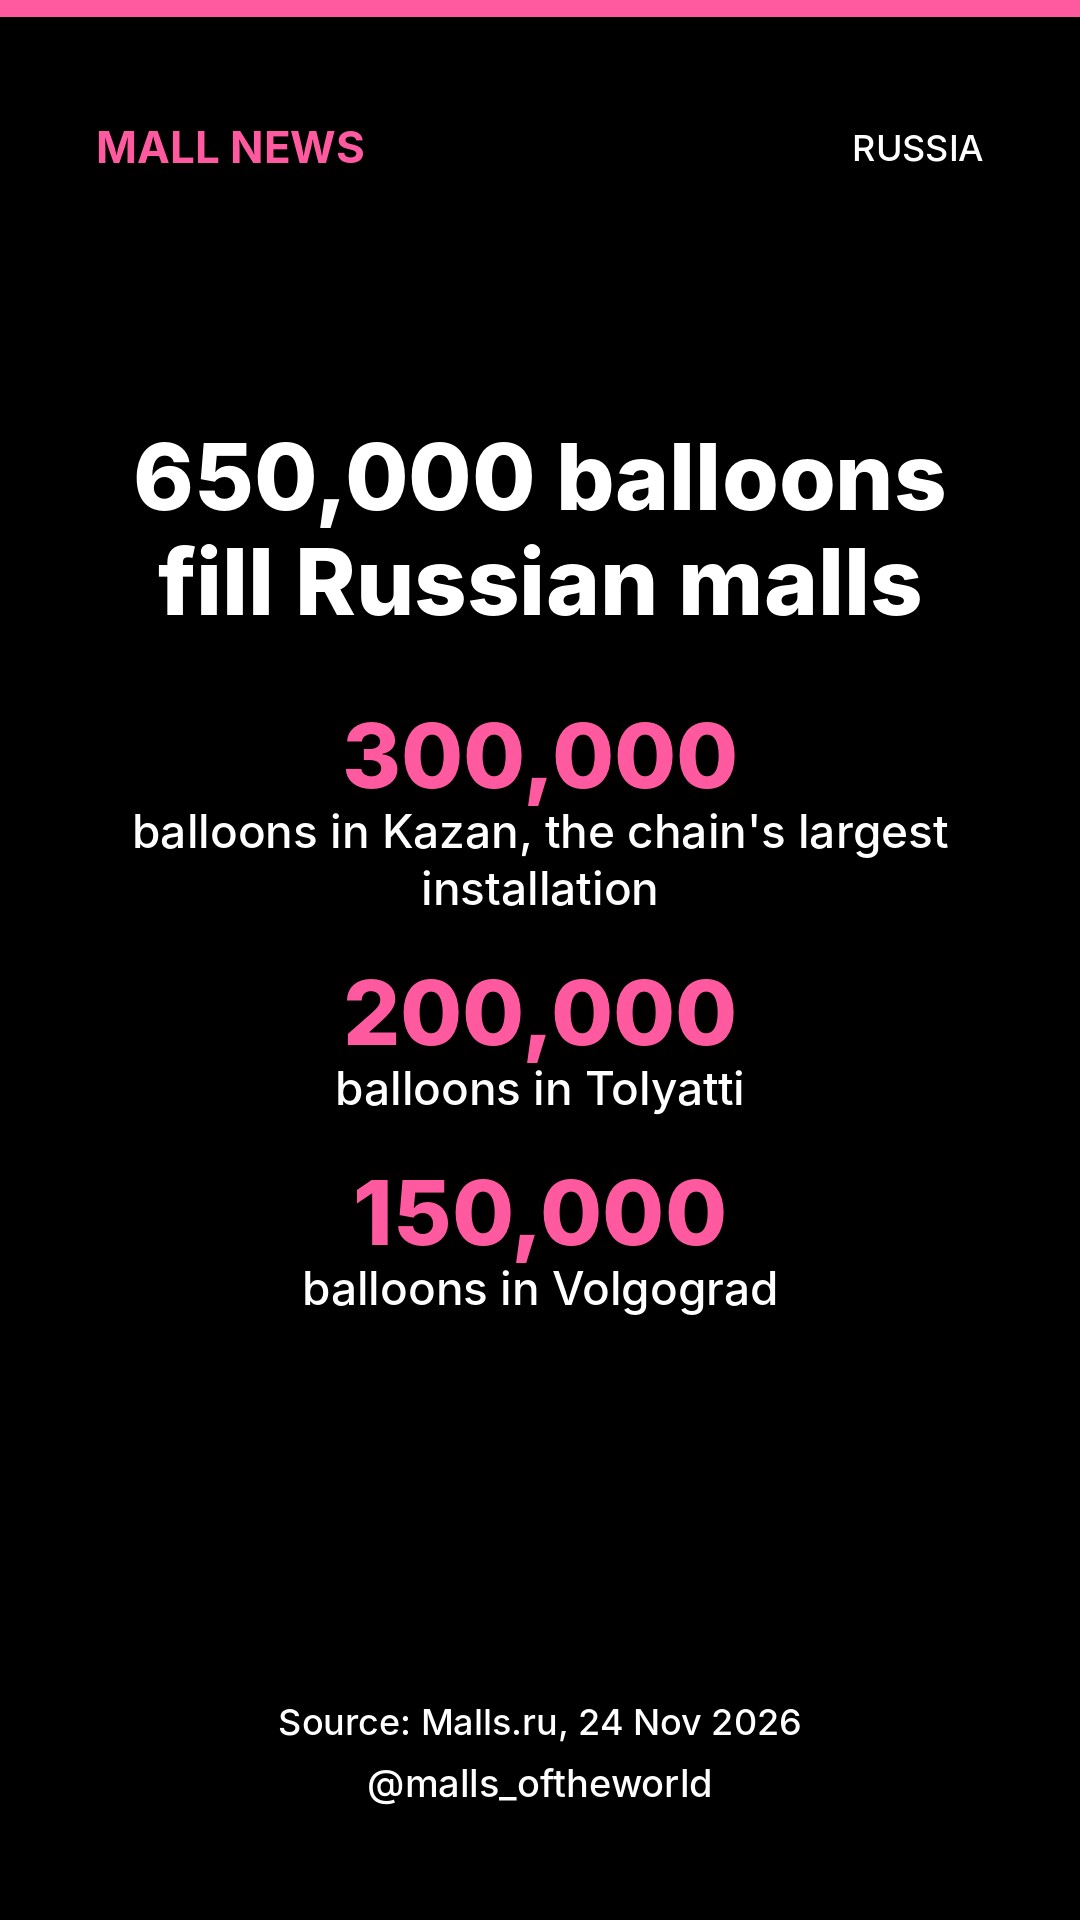 MALL NEWS
RUSSIA
650,000 balloons
fill Russian malls
300,000
balloons in Kazan, the chain's largest
installation
200,000
balloons in Tolyatti
150,000
balloons in Volgograd
Source: Malls.ru, 24 Nov 2026
@malls_oftheworld